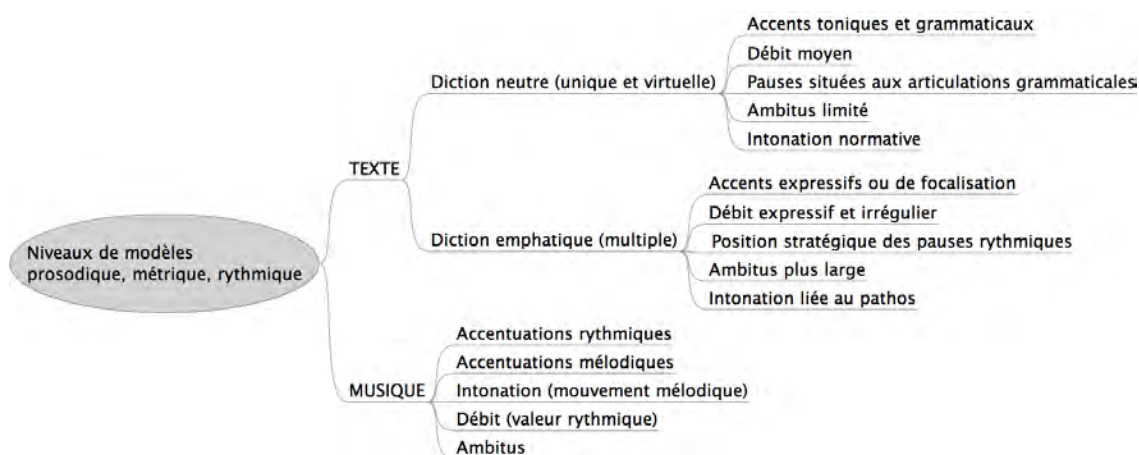 Niveaux de modèles
prosodique, métrique, rythmique
TEXTE
Diction neutre (unique et virtuelle)
Accents toniques et grammaticaux
Débit moyen
Pauses situées aux articulations grammaticales
Ambitus limité
Intonation normative
Diction emphatique (multiple)
Accents expressifs ou de focalisation
Débit expressif et irrégulier
Position stratégique des pauses rythmiques
Ambitus plus large
Intonation liée au pathos
MUSIQUE
Accentuations rythmiques
Accentuations mélodiques
Intonation (mouvement mélodique)
Débit (valeur rythmique)
Ambitus